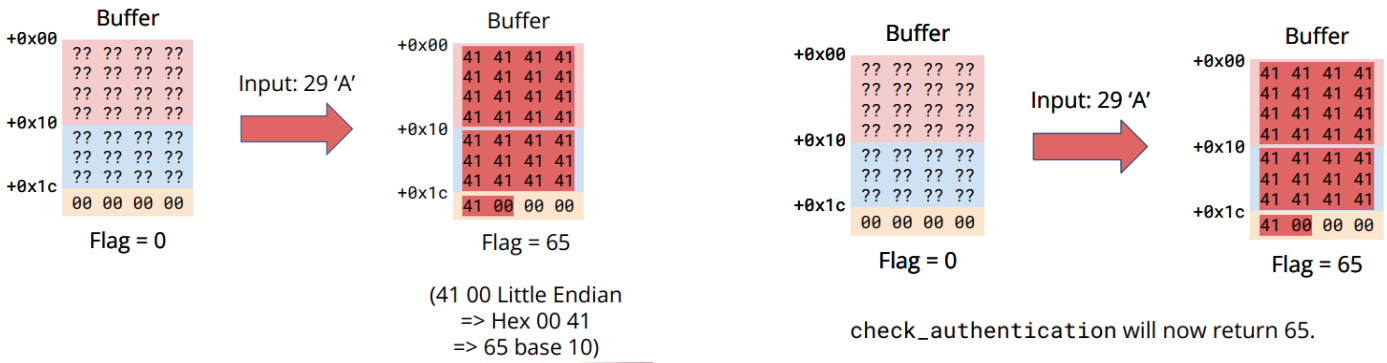 Buffer
+0x00
?? ?? ?? ??
?? ?? ?? ??
?? ?? ?? ??
?? ?? ?? ??
+0x10
?? ?? ?? ??
?? ?? ?? ??
?? ?? ?? ??
+0x1c
00 00 00 00
Flag = 0
Input: 29 ‘A’
Buffer
+0x00
41 41 41 41
41 41 41 41
41 41 41 41
41 41 41 41
+0x10
41 41 41 41
41 41 41 41
41 41 41 41
+0x1c
41 00 00 00
Flag = 65
(41 00 Little Endian
=> Hex 00 41
=> 65 base 10)
Buffer
+0x00
?? ?? ?? ??
?? ?? ?? ??
?? ?? ?? ??
?? ?? ?? ??
+0x10
?? ?? ?? ??
?? ?? ?? ??
?? ?? ?? ??
+0x1c
00 00 00 00
Flag = 0
Input: 29 ‘A’
Buffer
+0x00
41 41 41 41
41 41 41 41
41 41 41 41
41 41 41 41
+0x10
41 41 41 41
41 41 41 41
41 41 41 41
+0x1c
41 00 00 00
Flag = 65
check_authentication will now return 65.